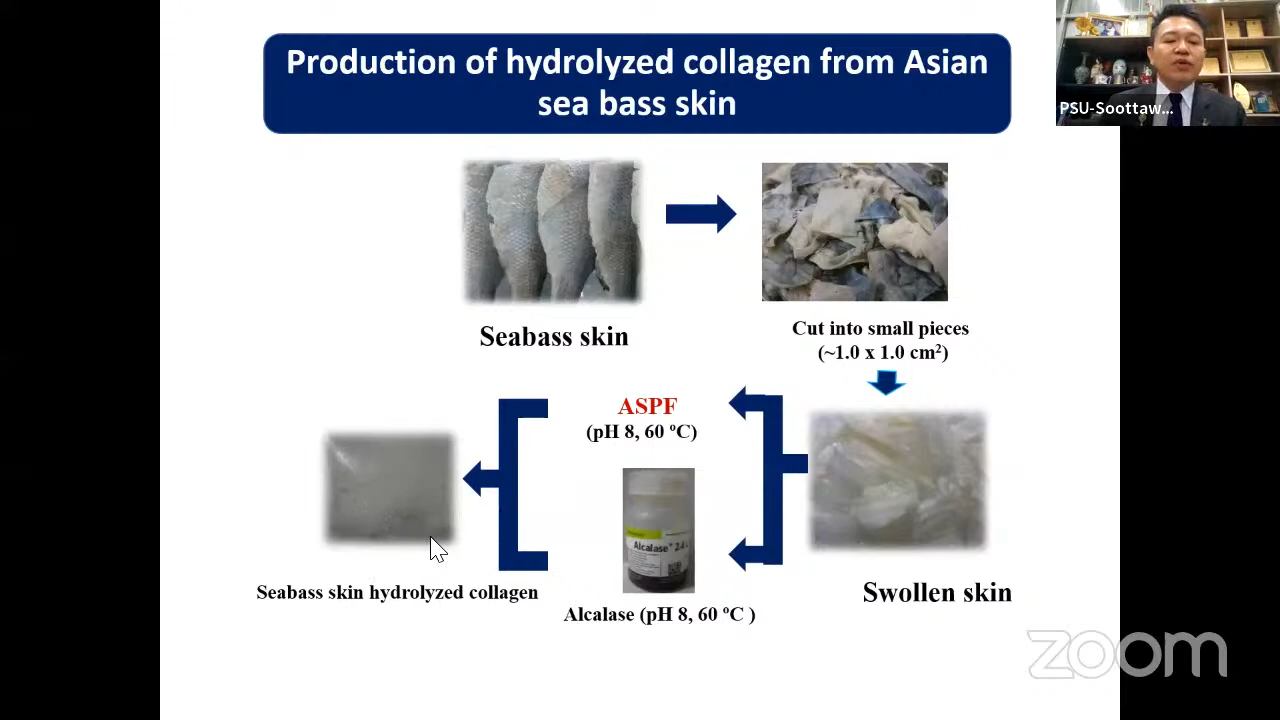 Production of hydrolyzed collagen from Asian
sea bass skin
PSU-Soottaw...
Seabass skin
Cut into small pieces
(~1.0 x 1.0 cm²)
ASPF
(pH 8, 60 ºC)
Alcalase
Alcalase (pH 8, 60 ºC )
Seabass skin hydrolyzed collagen
Swollen skin
zoom